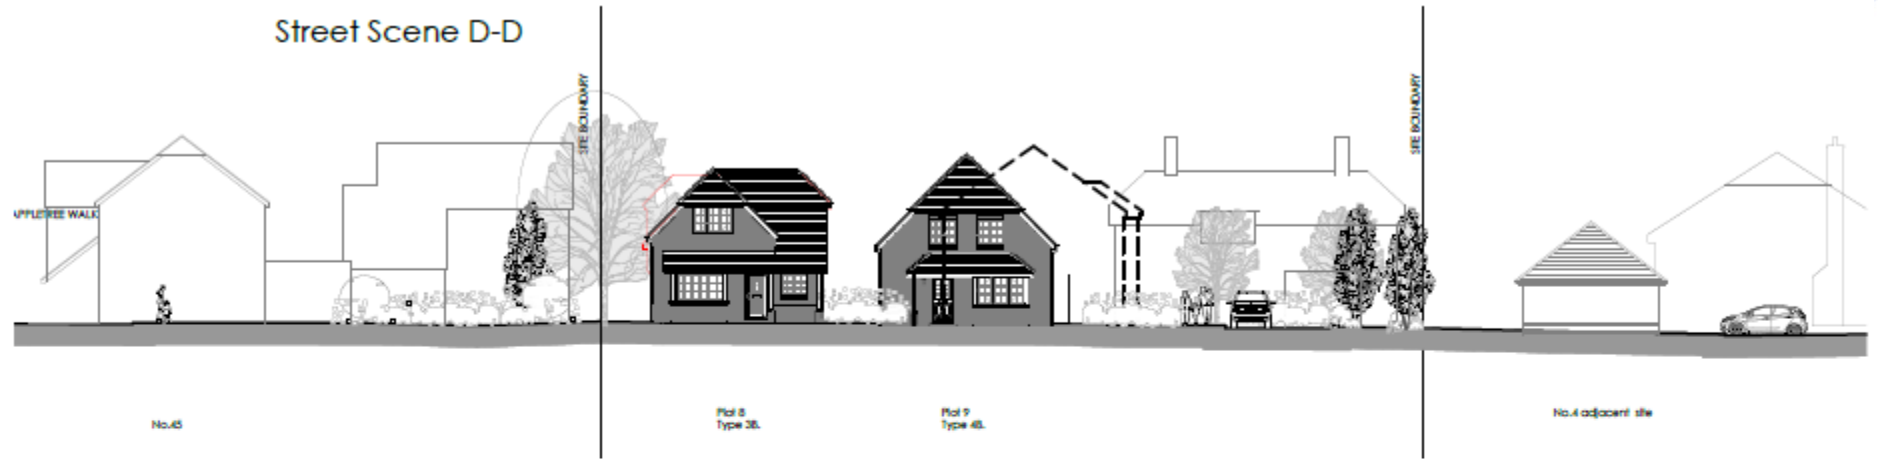 Street Scene D-D
SITE BOUNDARY
SITE BOUNDARY
APPLETREE WALK
No.45
Plot 8
Type 3B.
Plot 9
Type 4B.
No.4 adjacent site